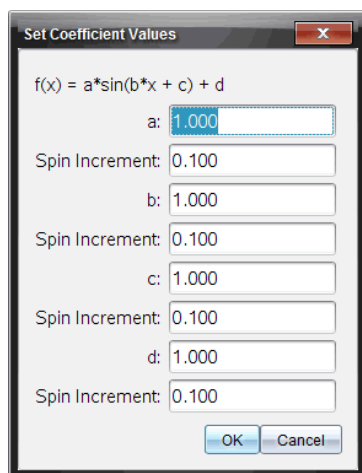 Set Coefficient Values
f(x) = a*sin(b*x + c) + d
a: 1.000
Spin Increment: 0.100
b: 1.000
Spin Increment: 0.100
c: 1.000
Spin Increment: 0.100
d: 1.000
Spin Increment: 0.100
OK Cancel